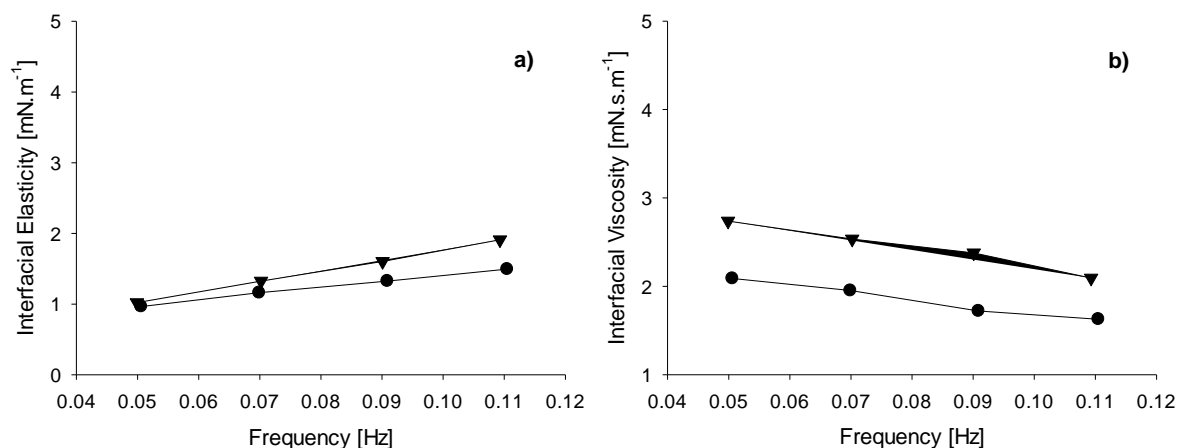 a)
Interfacial Elasticity [mN.m-1]
5
4
3
2
1
0
0.04 0.05 0.06 0.07 0.08 0.09 0.10 0.11 0.12
Frequency [Hz]
b)
Interfacial Viscosity [mN.s.m-1]
5
4
3
2
1
0.04 0.05 0.06 0.07 0.08 0.09 0.10 0.11 0.12
Frequency [Hz]